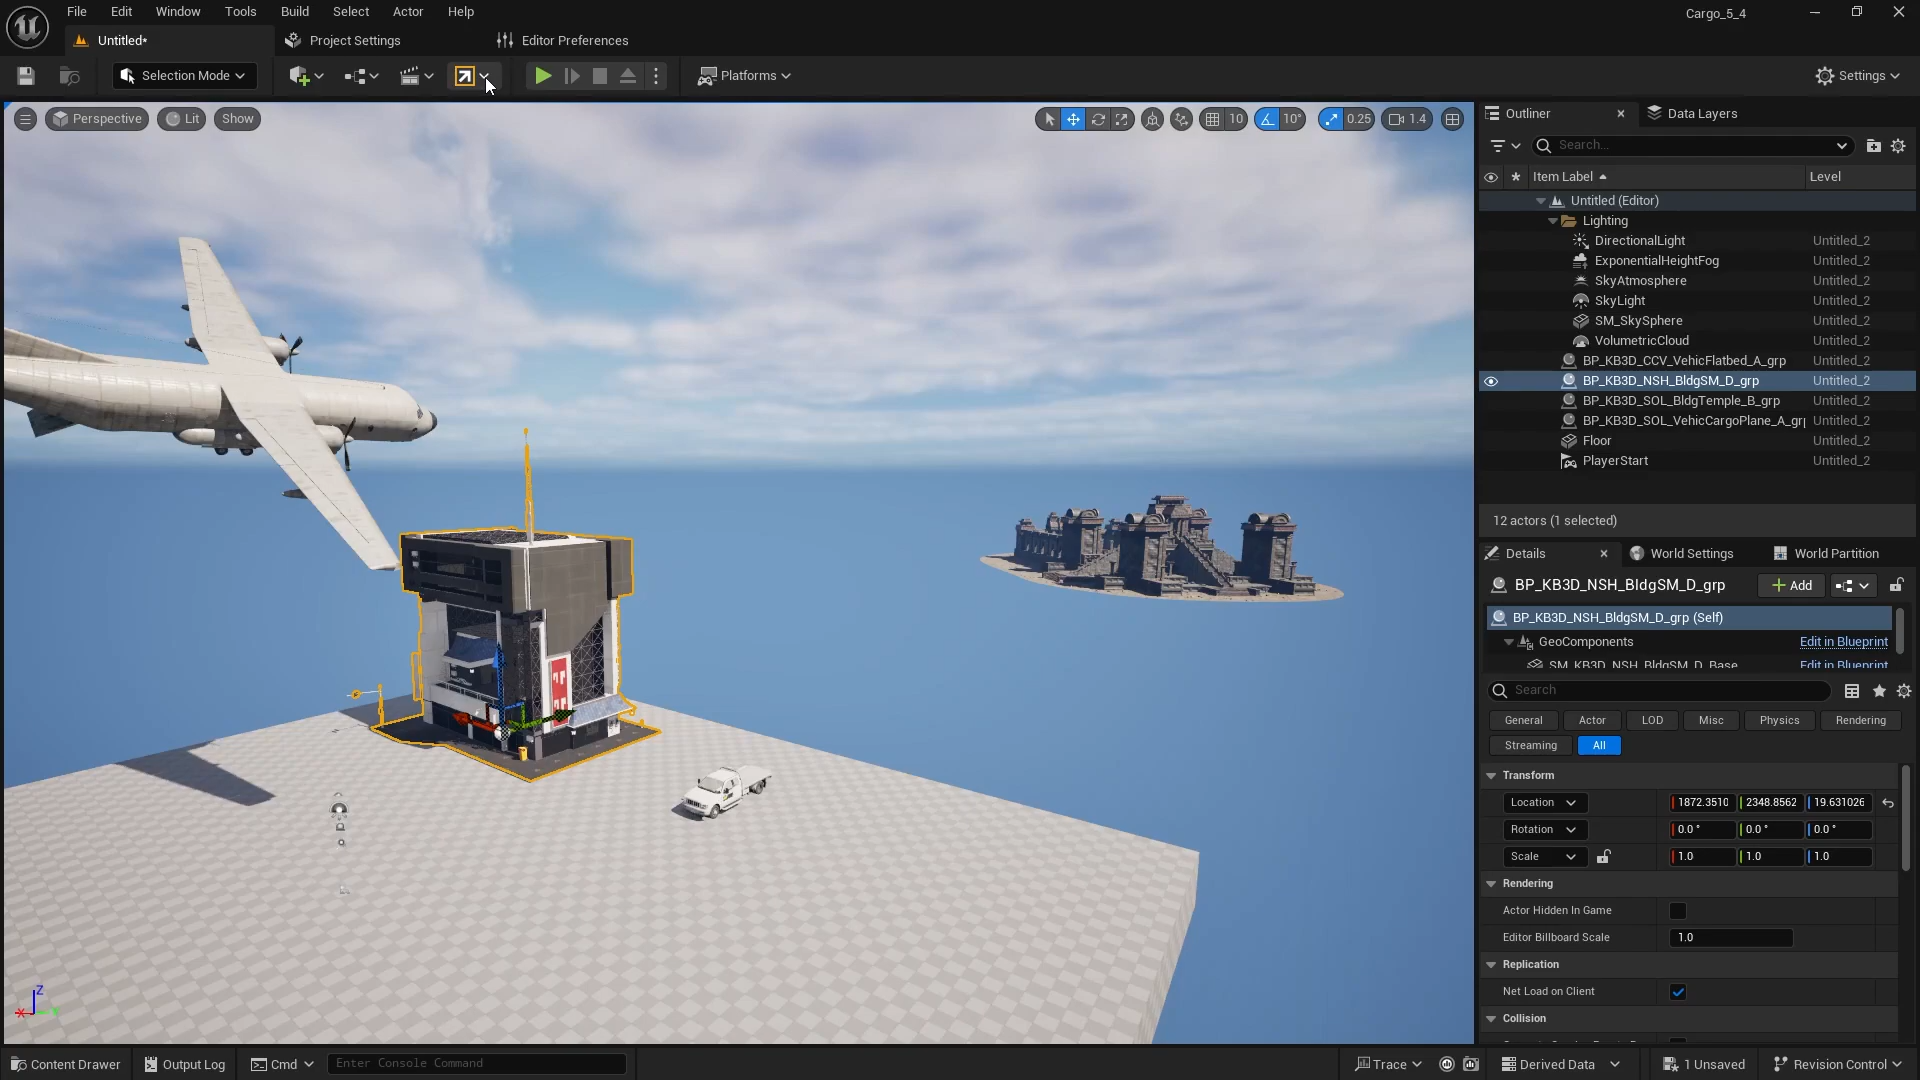 File Edit Window Tools Build Select Actor Help
Cargo_5_4
Untitled*
Project Settings
Editor Preferences
Selection Mode
Platforms
Settings
Perspective
Lit
Show
10
10°
0.25
1.4
Outliner
Data Layers
Search...
Item Label
Level
Untitled (Editor)
Lighting
DirectionalLight Untitled_2
ExponentialHeightFog Untitled_2
SkyAtmosphere Untitled_2
SkyLight Untitled_2
SM_SkySphere Untitled_2
VolumetricCloud Untitled_2
BP_KB3D_CCV_VehicFlatbed_A_grp Untitled_2
BP_KB3D_NSH_BldgSM_D_grp Untitled_2
BP_KB3D_SOL_BldgTemple_B_grp Untitled_2
BP_KB3D_SOL_VehicCargoPlane_A_grp Untitled_2
Floor Untitled_2
PlayerStart Untitled_2
12 actors (1 selected)
Details
World Settings
World Partition
BP_KB3D_NSH_BldgSM_D_grp
Add
BP_KB3D_NSH_BldgSM_D_grp (Self)
GeoComponents Edit in Blueprint
SM_KB3D_NSH_BldgSM_D_Base Edit in Blueprint
Search
General Actor LOD Misc Physics Rendering
Streaming All
Transform
Location 1872.3510 2348.8562 19.631026
Rotation 0.0° 0.0° 0.0°
Scale 1.0 1.0 1.0
Rendering
Actor Hidden In Game
Editor Billboard Scale 1.0
Replication
Net Load on Client
Collision
Z
X
Y
Content Drawer
Output Log
Cmd
Enter Console Command
Trace
Derived Data
1 Unsaved
Revision Control